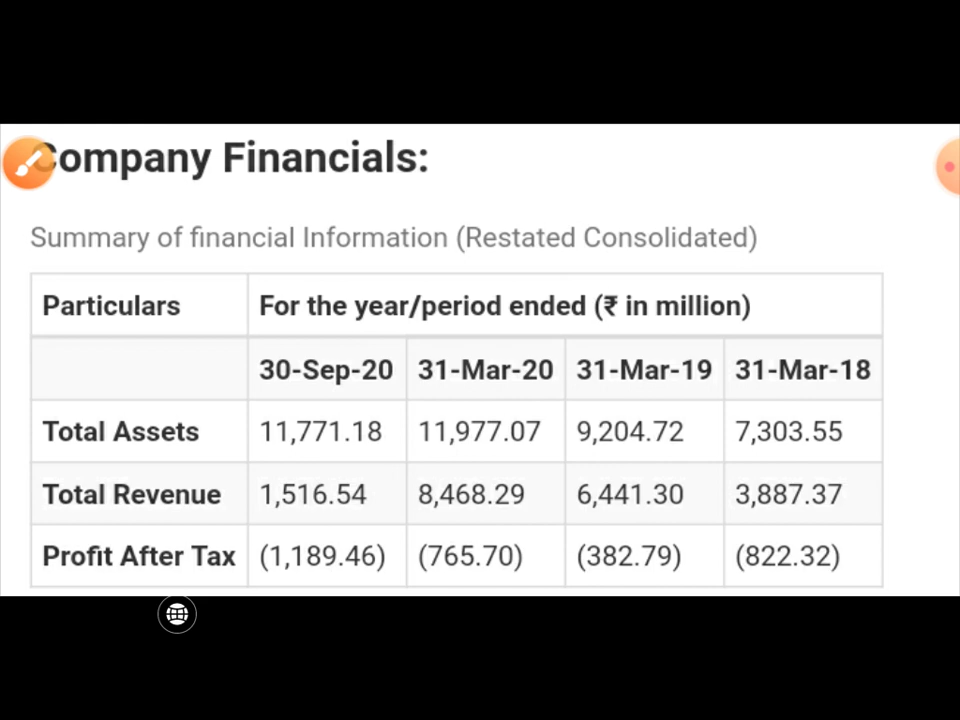 Company Financials:
Summary of financial Information (Restated Consolidated)
Particulars For the year/period ended (₹ in million)
30-Sep-20 31-Mar-20 31-Mar-19 31-Mar-18
Total Assets 11,771.18 11,977.07 9,204.72 7,303.55
Total Revenue 1,516.54 8,468.29 6,441.30 3,887.37
Profit After Tax (1,189.46) (765.70) (382.79) (822.32)